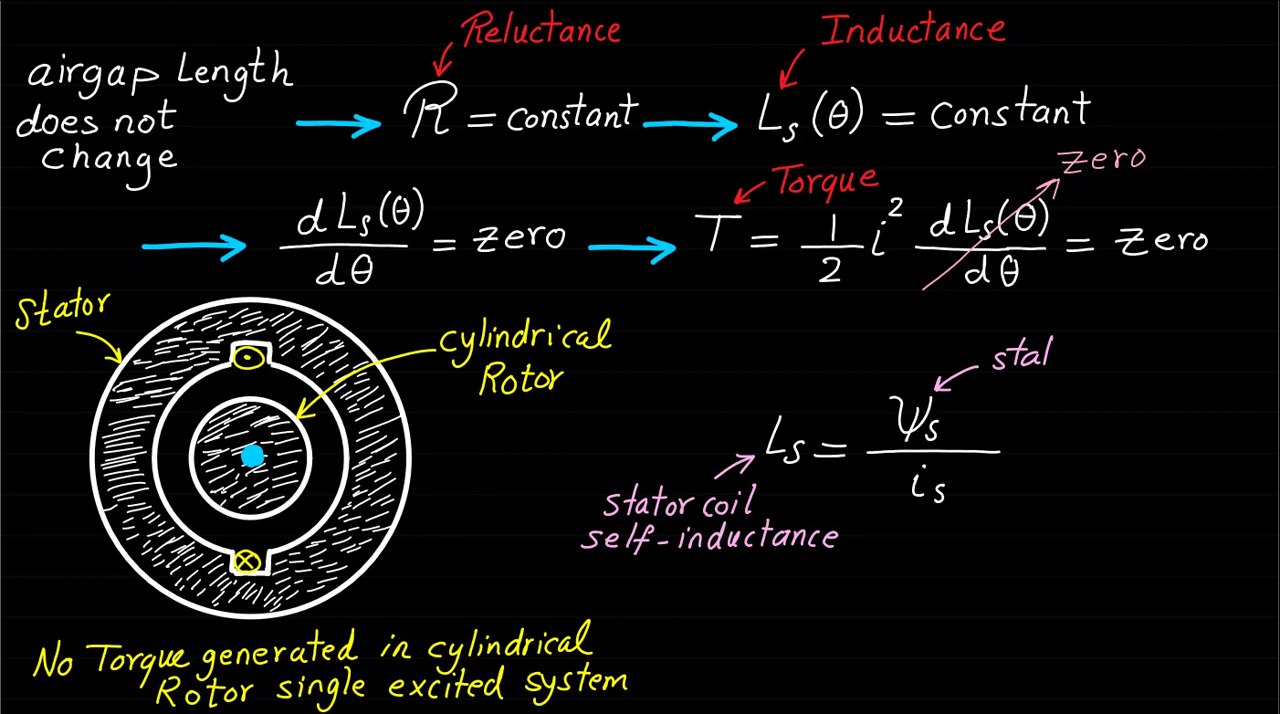 Reluctance
Inductance
airgap Length
does not
change
ℛ = constant
Ls (θ) = constant
zero
Torque
d Ls (θ) / dθ = zero
T = 1/2 i² d Ls(θ) / dθ = zero
Stator
cylindrical
Rotor
stal
Ls = ψs / is
stator coil
self-inductance
No Torque generated in cylindrical
Rotor single excited system